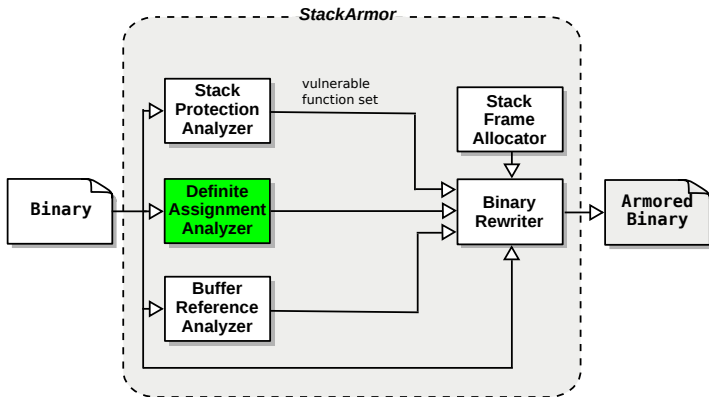 StackArmor
Stack
Protection
Analyzer
vulnerable
function set
Stack
Frame
Allocator
Binary
Definite
Assignment
Analyzer
Binary
Rewriter
Armored
Binary
Buffer
Reference
Analyzer